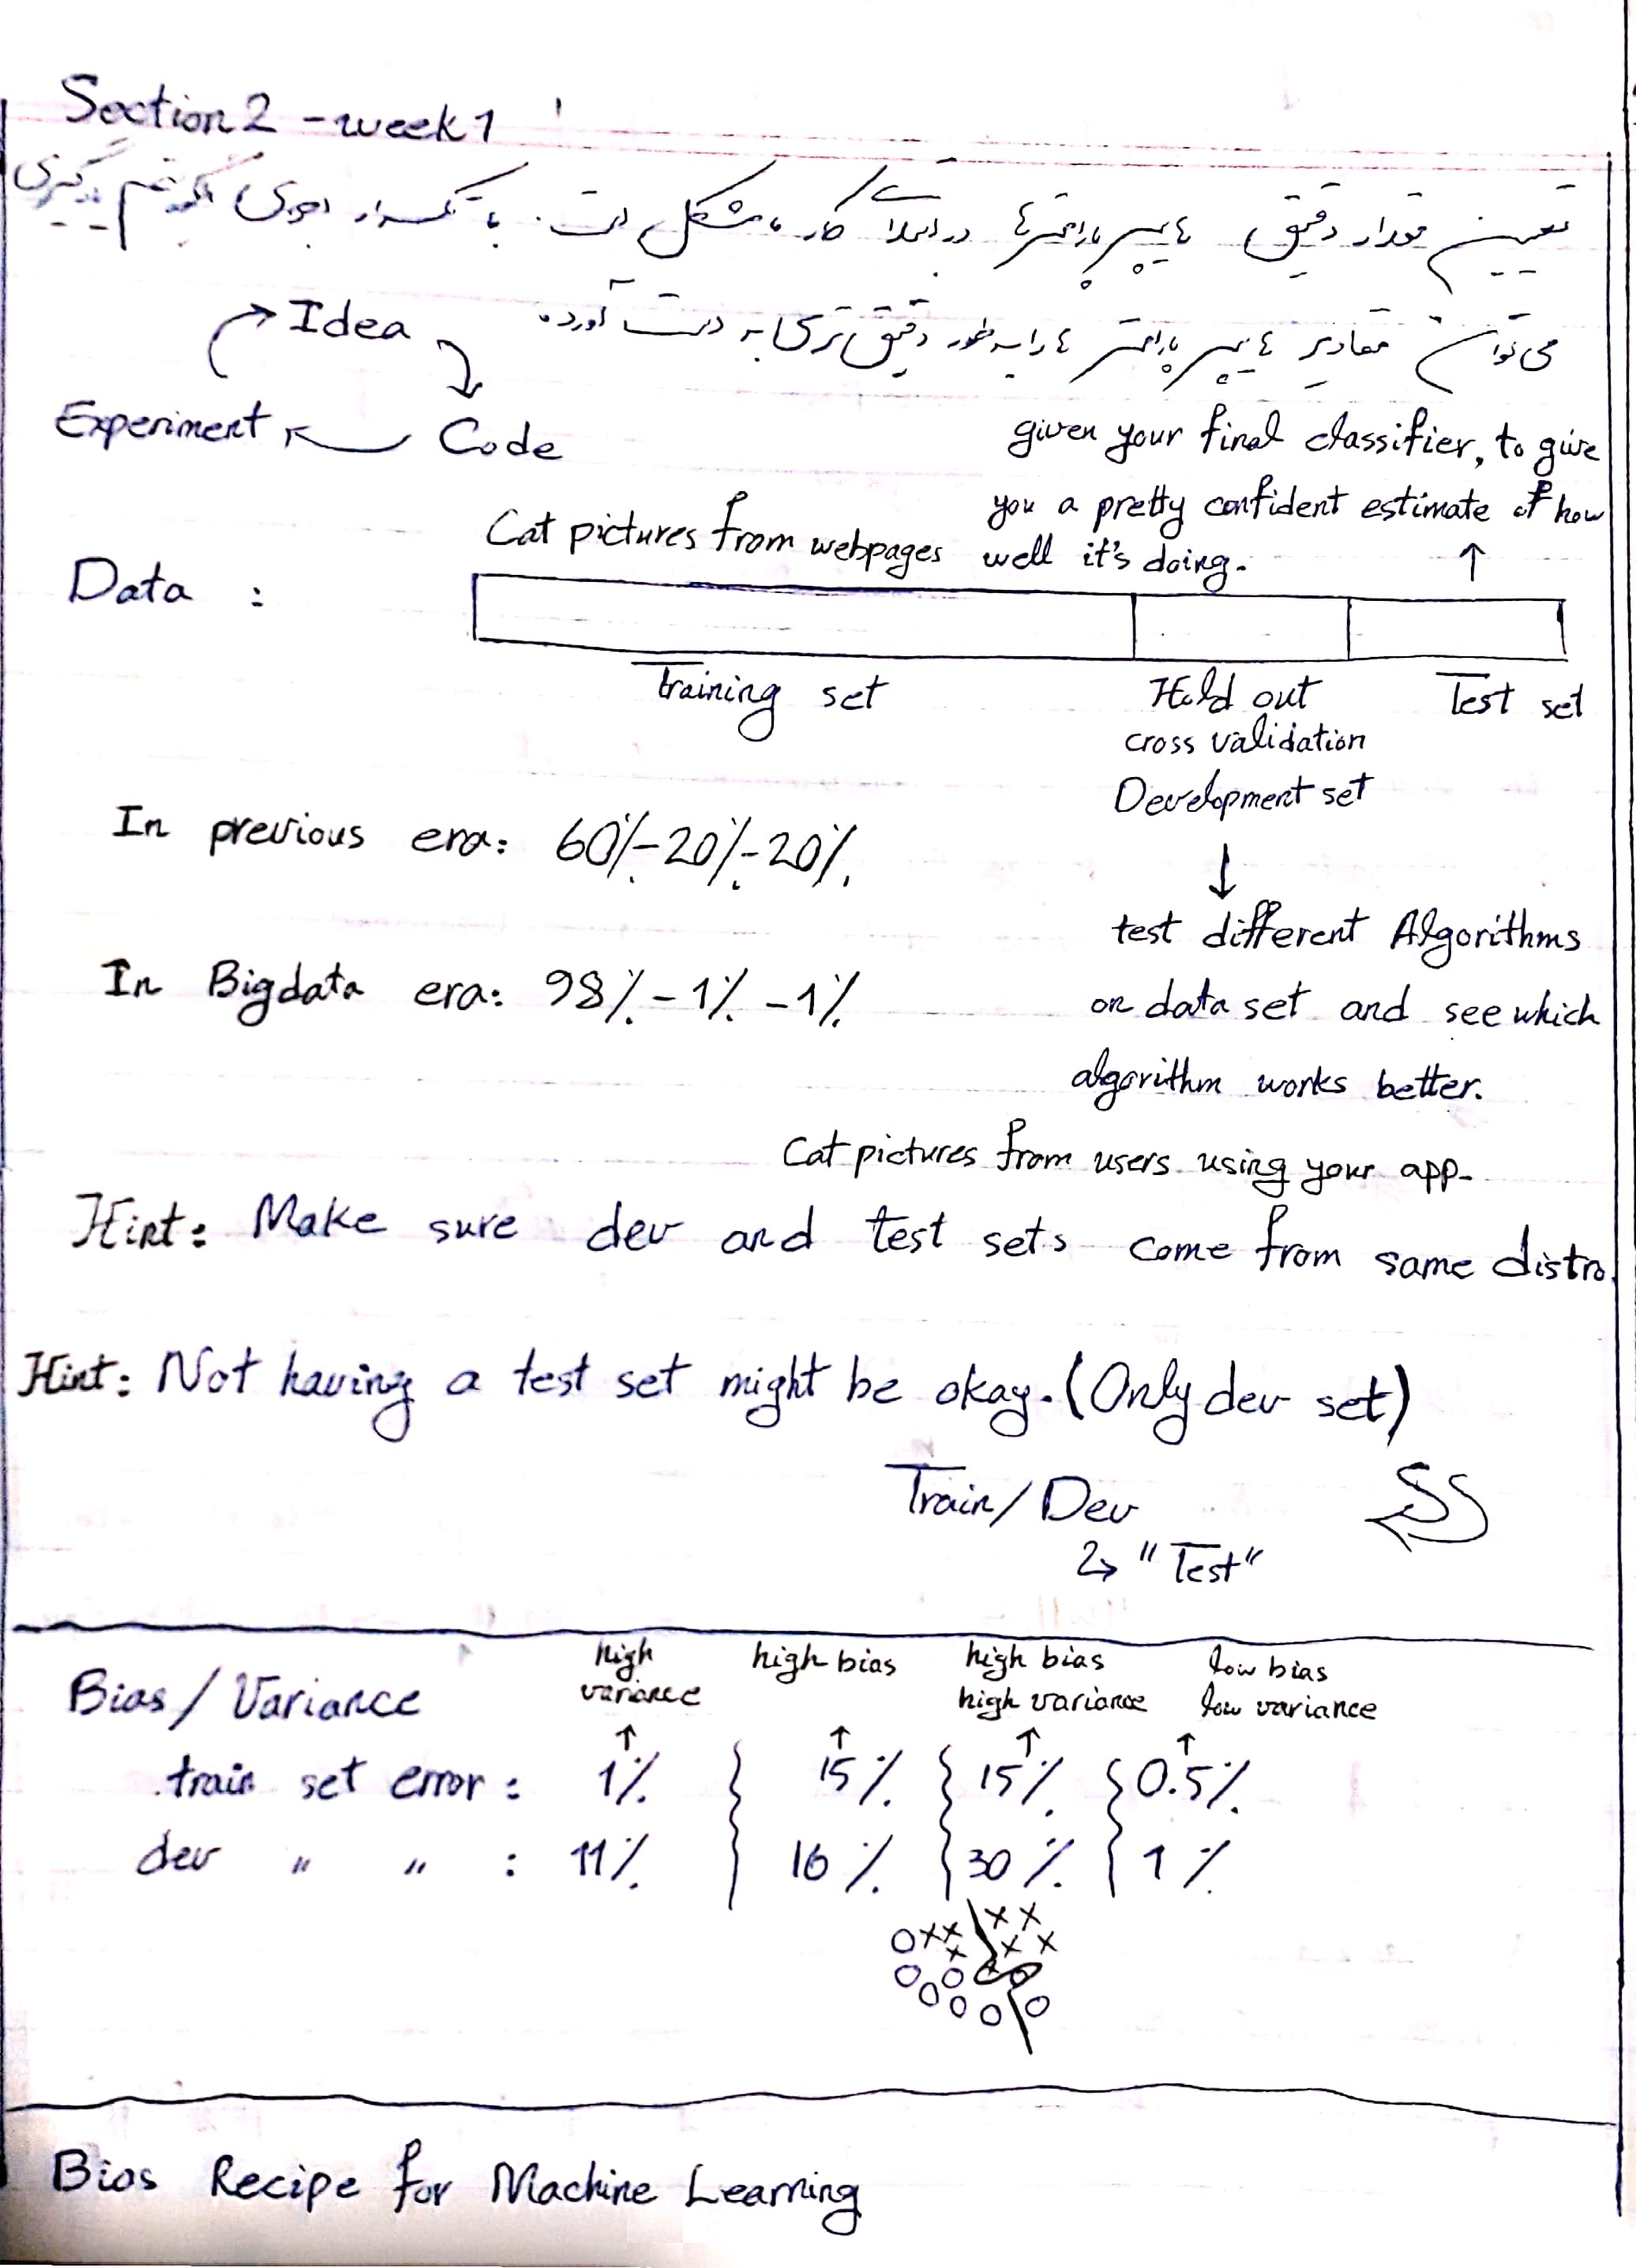 Section 2 - week 1
تعیین مقدار دقیق هایپرپارامترها در ابتدای کار، مشکل است. با تکرار اجرای الگوریتم یادگیری
می‌توان مقادیر هایپرپارامترها را به طور دقیق تری به دست آورد.
Idea
Experiment
Code
given your final classifier, to give
you a pretty confident estimate of how
well it's doing.
Cat pictures from webpages
Data :
Training set
Hold out
cross validation
Development set
Test set
In previous era: 60% - 20% - 20%
In Bigdata era: 98% - 1% - 1%
test different Algorithms
on data set and see which
algorithm works better.
Cat pictures from users using your app.
Hint: Make sure dev and test sets come from same distro.
Hint: Not having a test set might be okay. (Only dev set)
Train/Dev
"Test"
Bias/Variance
high variance
high bias
high bias high variance
low bias low variance
train set error : 1% 15% 15% 0.5%
dev " " : 11% 16% 30% 1%
Bias Recipe for Machine Learning